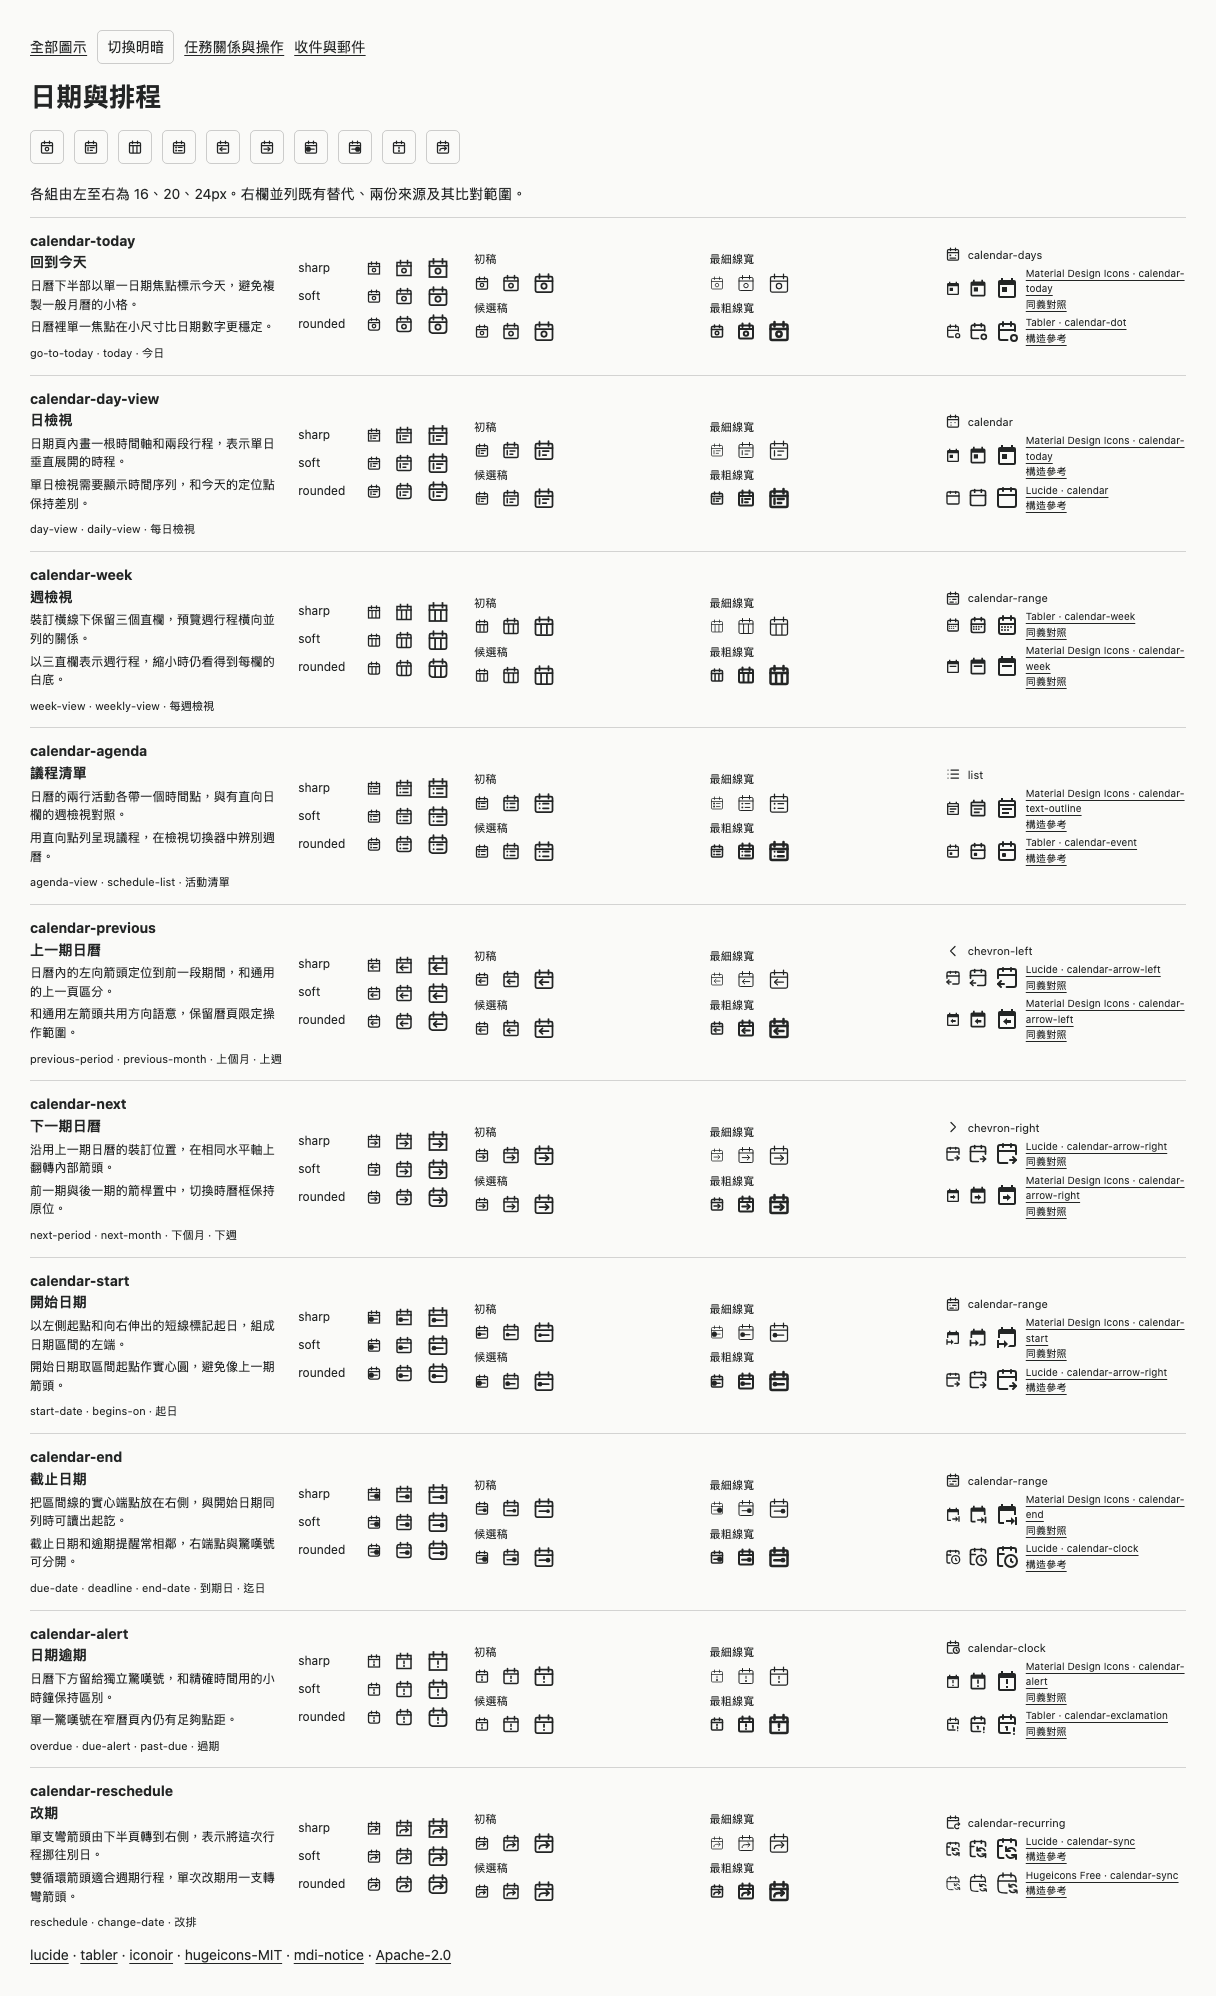 全部圖示 切換明暗 任務關係與操作 收件與郵件
日期與排程
各組由左至右為 16、20、24px。右欄並列既有替代、兩份來源及其比對範圍。
calendar-today
回到今天
日曆下半部以單一日期焦點標示今天，避免複
製一般月曆的小格。
日曆裡單一焦點在小尺寸比日期數字更穩定。
go-to-today · today · 今日
sharp
soft
rounded
初稿
候選稿
最細線寬
最粗線寬
calendar-days
Material Design Icons · calendar-
today
同義對照
Tabler · calendar-dot
構造參考
calendar-day-view
日檢視
日期頁內畫一根時間軸和兩段行程，表示單日
垂直展開的時程。
單日檢視需要顯示時間序列，和今天的定位點
保持差別。
day-view · daily-view · 每日檢視
sharp
soft
rounded
初稿
候選稿
最細線寬
最粗線寬
calendar
Material Design Icons · calendar-
today
構造參考
Lucide · calendar
構造參考
calendar-week
週檢視
裝訂橫線下保留三個直欄，預覽週行程橫向並
列的關係。
以三直欄表示週行程，縮小時仍看得到每欄的
白底。
week-view · weekly-view · 每週檢視
sharp
soft
rounded
初稿
候選稿
最細線寬
最粗線寬
calendar-range
Tabler · calendar-week
同義對照
Material Design Icons · calendar-
week
同義對照
calendar-agenda
議程清單
日曆的兩行活動各帶一個時間點，與有直向日
欄的週檢視對照。
用直向點列呈現議程，在檢視切換器中辨別週
曆。
agenda-view · schedule-list · 活動清單
sharp
soft
rounded
初稿
候選稿
最細線寬
最粗線寬
list
Material Design Icons · calendar-
text-outline
構造參考
Tabler · calendar-event
構造參考
calendar-previous
上一期日曆
日曆內的左向箭頭定位到前一段期間，和通用
的上一頁區分。
和通用左箭頭共用方向語意，保留曆頁限定操
作範圍。
previous-period · previous-month · 上個月 · 上週
sharp
soft
rounded
初稿
候選稿
最細線寬
最粗線寬
chevron-left
Lucide · calendar-arrow-left
同義對照
Material Design Icons · calendar-
arrow-left
同義對照
calendar-next
下一期日曆
沿用上一期日曆的裝訂位置，在相同水平軸上
翻轉內部箭頭。
前一期與後一期的箭桿置中，切換時曆框保持
原位。
next-period · next-month · 下個月 · 下週
sharp
soft
rounded
初稿
候選稿
最細線寬
最粗線寬
chevron-right
Lucide · calendar-arrow-right
同義對照
Material Design Icons · calendar-
arrow-right
同義對照
calendar-start
開始日期
以左側起點和向右伸出的短線標記起日，組成
日期區間的左端。
開始日期取區間起點作實心圓，避免像上一期
箭頭。
start-date · begins-on · 起日
sharp
soft
rounded
初稿
候選稿
最細線寬
最粗線寬
calendar-range
Material Design Icons · calendar-
start
同義對照
Lucide · calendar-arrow-right
構造參考
calendar-end
截止日期
把區間線的實心端點放在右側，與開始日期同
列時可讀出起訖。
截止日期和逾期提醒常相鄰，右端點與驚嘆號
可分開。
due-date · deadline · end-date · 到期日 · 迄日
sharp
soft
rounded
初稿
候選稿
最細線寬
最粗線寬
calendar-range
Material Design Icons · calendar-
end
同義對照
Lucide · calendar-clock
構造參考
calendar-alert
日期逾期
日曆下方留給獨立驚嘆號，和精確時間用的小
時鐘保持區別。
單一驚嘆號在窄曆頁內仍有足夠點距。
overdue · due-alert · past-due · 過期
sharp
soft
rounded
初稿
候選稿
最細線寬
最粗線寬
calendar-clock
Material Design Icons · calendar-
alert
同義對照
Tabler · calendar-exclamation
同義對照
calendar-reschedule
改期
單支彎箭頭由下半頁轉到右側，表示將這次行
程挪往別日。
雙循環箭頭適合週期行程，單次改期用一支轉
彎箭頭。
reschedule · change-date · 改排
sharp
soft
rounded
初稿
候選稿
最細線寬
最粗線寬
calendar-recurring
Lucide · calendar-sync
構造參考
Hugeicons Free · calendar-sync
構造參考
lucide · tabler · iconoir · hugeicons-MIT · mdi-notice · Apache-2.0